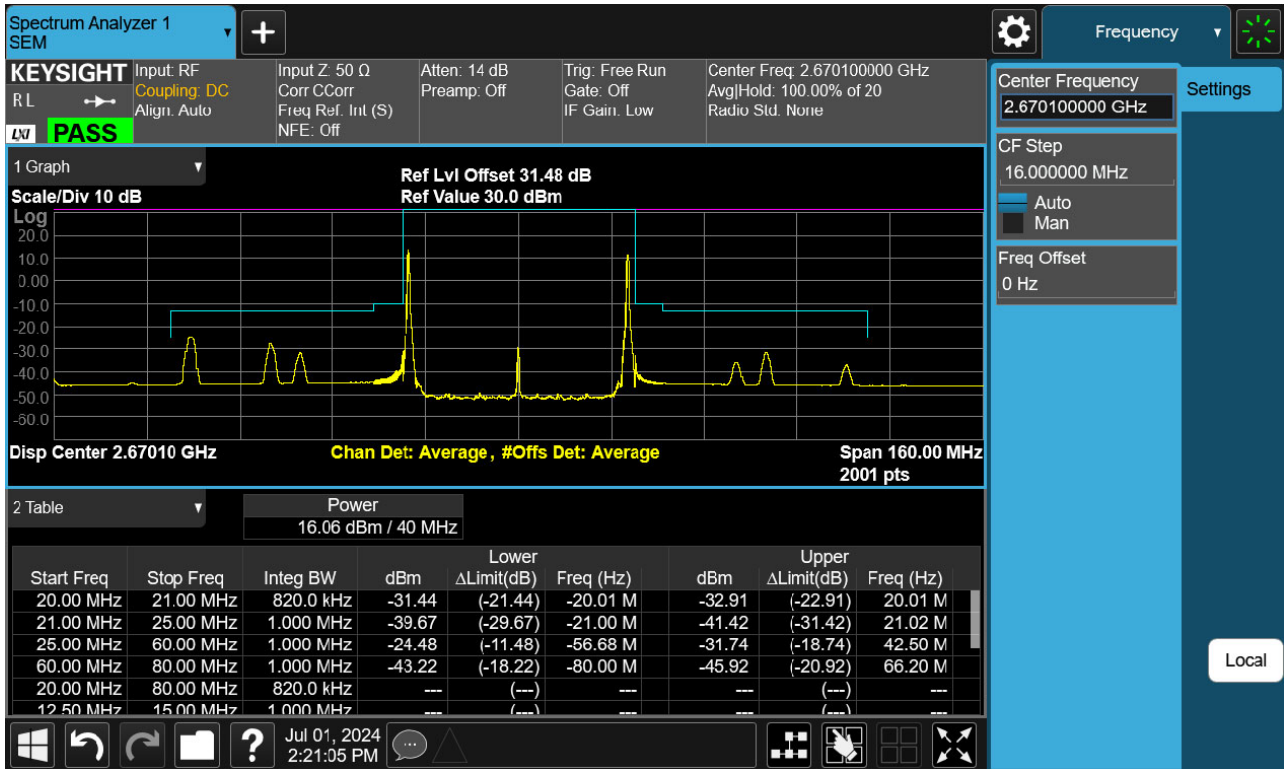 Spectrum Analyzer 1
SEM
Frequency
KEYSIGHT
RL
LXI
PASS
Input: RF
Coupling: DC
Align: Auto
Input Z: 50 Ω
Corr CCorr
Freq Ref: Int (S)
NFE: Off
Atten: 14 dB
Preamp: Off
Trig: Free Run
Gate: Off
IF Gain: Low
Center Freq: 2.670100000 GHz
Avg|Hold: 100.00% of 20
Radio Std: None
Center Frequency
2.670100000 GHz
Settings
CF Step
16.000000 MHz
Auto
Man
Freq Offset
0 Hz
Local
1 Graph
Scale/Div 10 dB
Ref Lvl Offset 31.48 dB
Ref Value 30.0 dBm
Log
20.0
10.0
0.00
-10.0
-20.0
-30.0
-40.0
-50.0
-60.0
Disp Center 2.67010 GHz
Chan Det: Average, #Offs Det: Average
Span 160.00 MHz
2001 pts
2 Table
Power
16.06 dBm / 40 MHz
Lower Upper
Start Freq Stop Freq Integ BW dBm ΔLimit(dB) Freq (Hz) dBm ΔLimit(dB) Freq (Hz)
20.00 MHz 21.00 MHz 820.0 kHz -31.44 (-21.44) -20.01 M -32.91 (-22.91) 20.01 M
21.00 MHz 25.00 MHz 1.000 MHz -39.67 (-29.67) -21.00 M -41.42 (-31.42) 21.02 M
25.00 MHz 60.00 MHz 1.000 MHz -24.48 (-11.48) -56.68 M -31.74 (-18.74) 42.50 M
60.00 MHz 80.00 MHz 1.000 MHz -43.22 (-18.22) -80.00 M -45.92 (-20.92) 66.20 M
20.00 MHz 80.00 MHz 820.0 kHz --- (---) --- --- (---) ---
12.50 MHz 15.00 MHz 1.000 MHz --- (---) --- --- (---) ---
?
Jul 01, 2024
2:21:05 PM